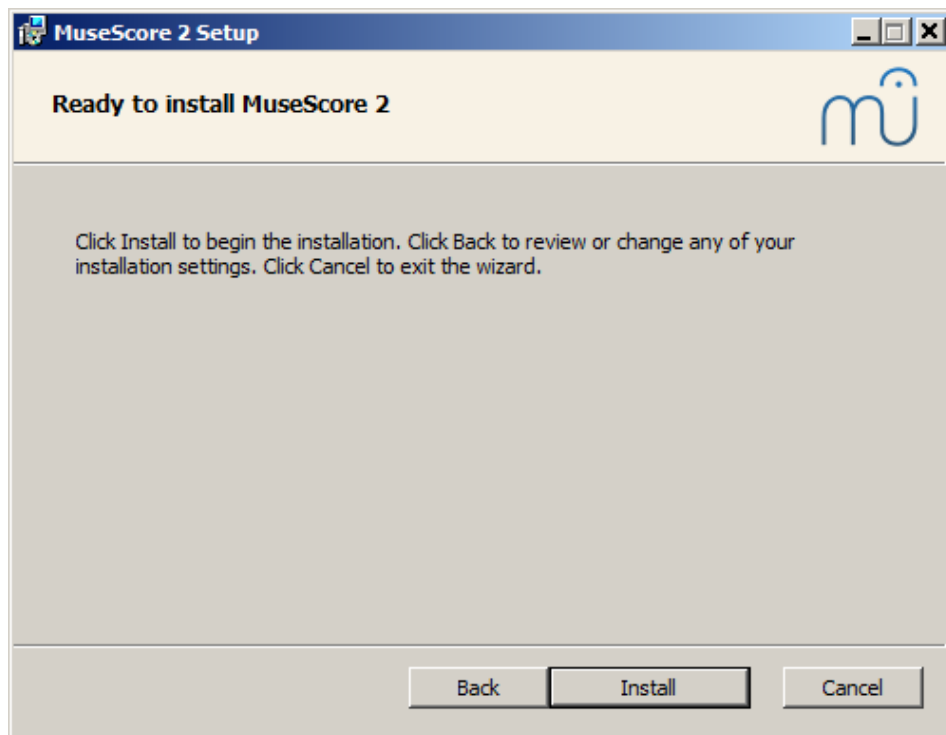 MuseScore 2 Setup
Ready to install MuseScore 2
Click Install to begin the installation. Click Back to review or change any of your
installation settings. Click Cancel to exit the wizard.
Back
Install
Cancel